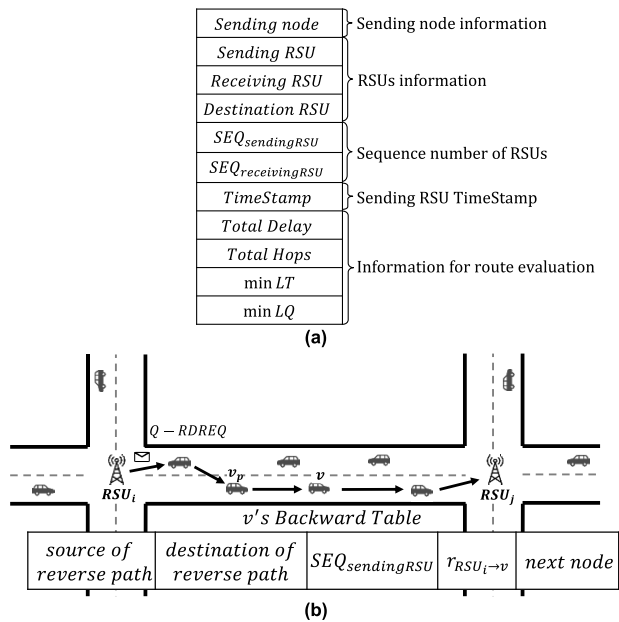 Sending node
Sending node information
Sending RSU
Receiving RSU
Destination RSU
RSUs information
SEQ_sendingRSU
SEQ_receivingRSU
Sequence number of RSUs
TimeStamp
Sending RSU TimeStamp
Total Delay
Total Hops
min LT
min LQ
Information for route evaluation
(a)
Q − RDREQ
v_p
v
RSU_i
RSU_j
v's Backward Table
source of
reverse path
destination of
reverse path
SEQ_sendingRSU
r_RSU_i→v
next node
(b)